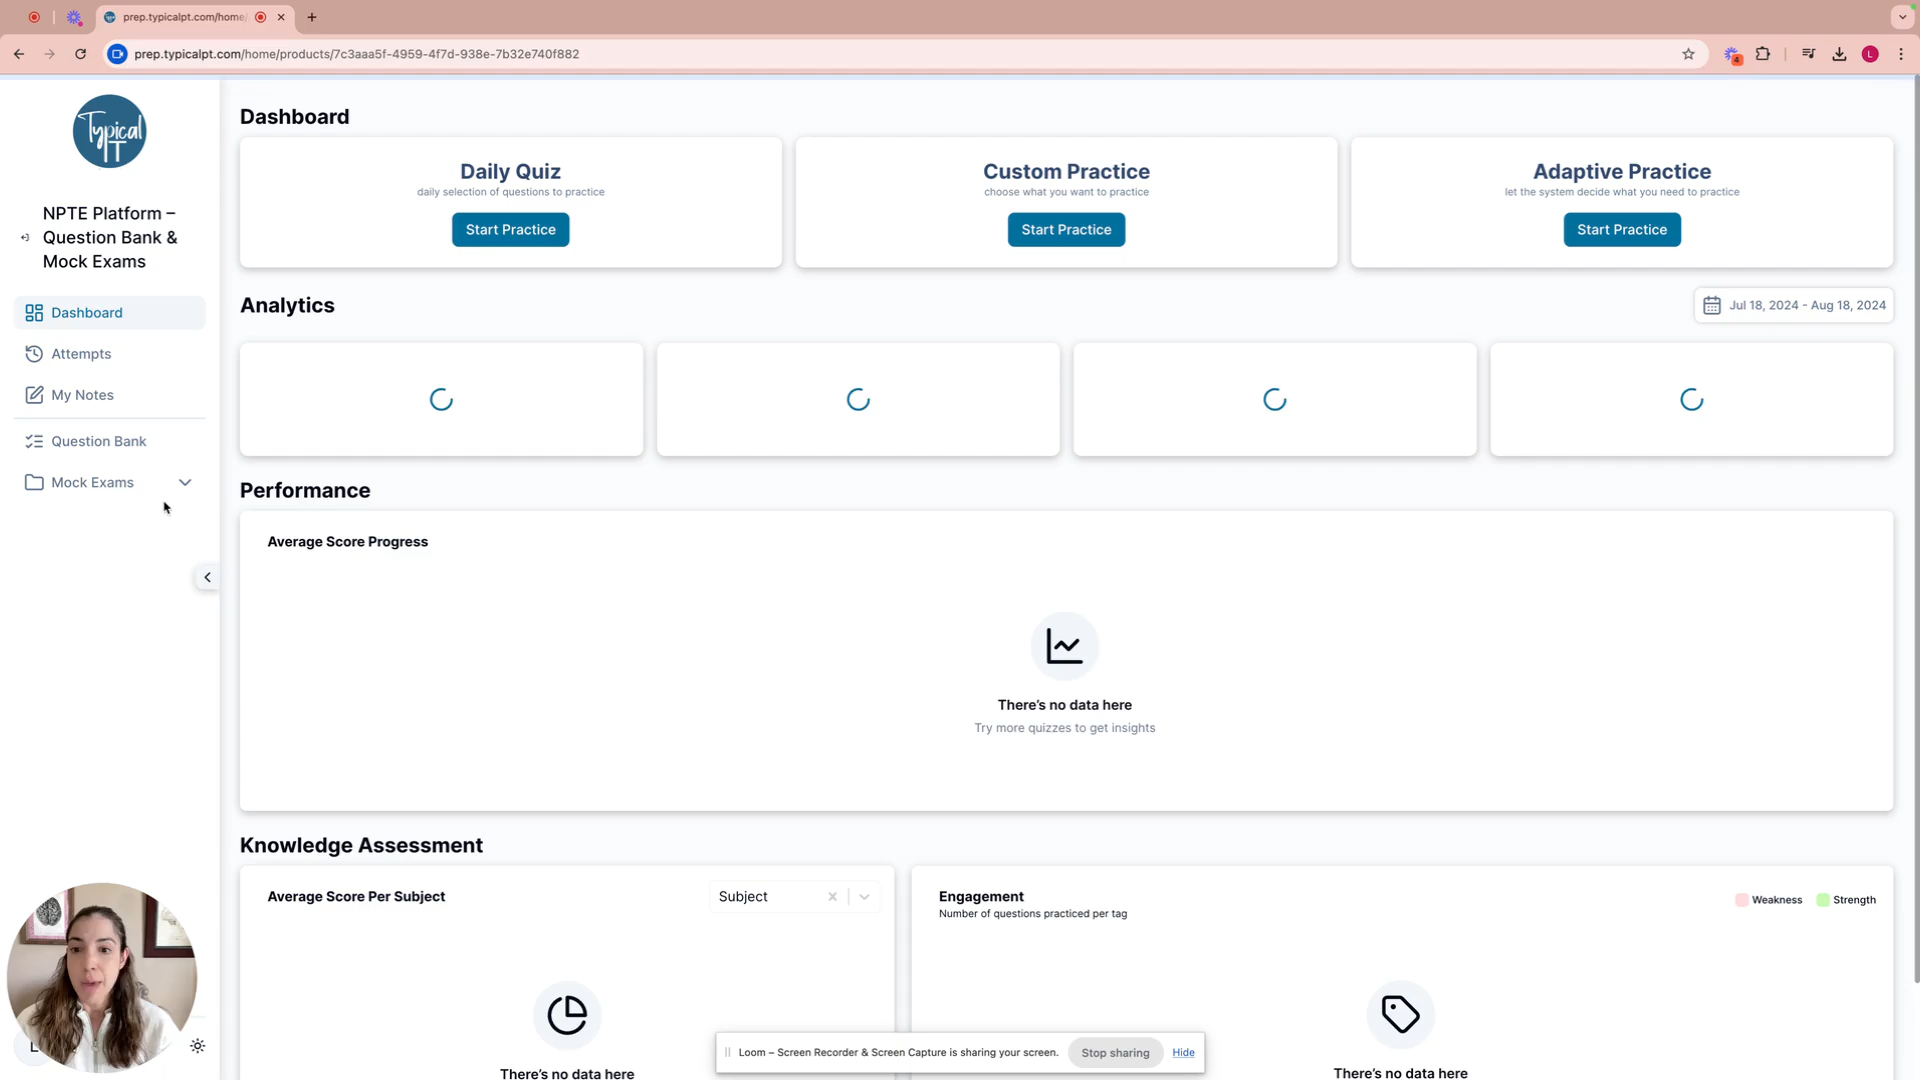 prep.typicalpt.com/home/
prep.typicalpt.com/home/products/7c3aaa5f-4959-4f7d-938e-7b32e740f882
4
L
Typical
PT
NPTE Platform –
Question Bank &
Mock Exams
Dashboard
Attempts
My Notes
Question Bank
Mock Exams
Dashboard
Daily Quiz
daily selection of questions to practice
Start Practice
Custom Practice
choose what you want to practice
Start Practice
Adaptive Practice
let the system decide what you need to practice
Start Practice
Analytics
Jul 18, 2024 - Aug 18, 2024
Performance
Average Score Progress
There's no data here
Try more quizzes to get insights
Knowledge Assessment
Average Score Per Subject
Subject
There's no data here
Engagement
Number of questions practiced per tag
Weakness
Strength
There's no data here
Loom – Screen Recorder & Screen Capture is sharing your screen.
Stop sharing
Hide